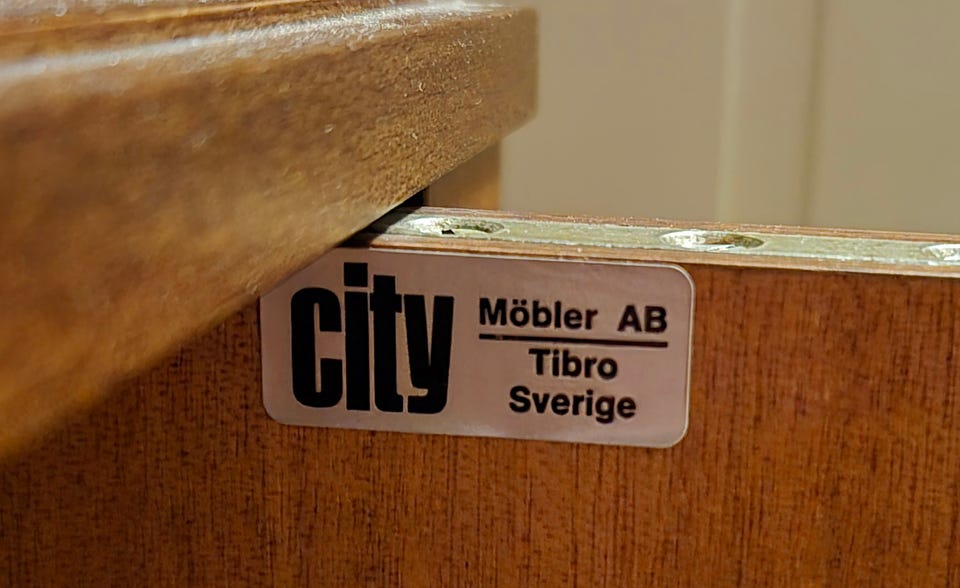 city
Möbler AB
Tibro
Sverige